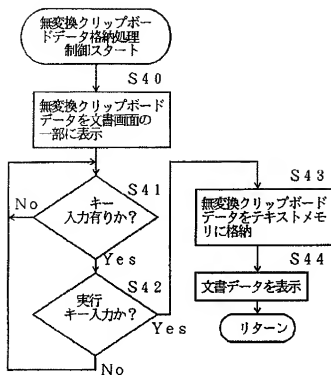 無変換クリップボー
ドデータ格納処理
制御スタート
S40
無変換クリップボード
データを文書画面の
一部に表示
S41
キー
入力有りか？
No
Yes
S42
実行
キー入力か？
Yes
No
S43
無変換クリップボード
データをテキストメモ
リに格納
S44
文書データを表示
リターン